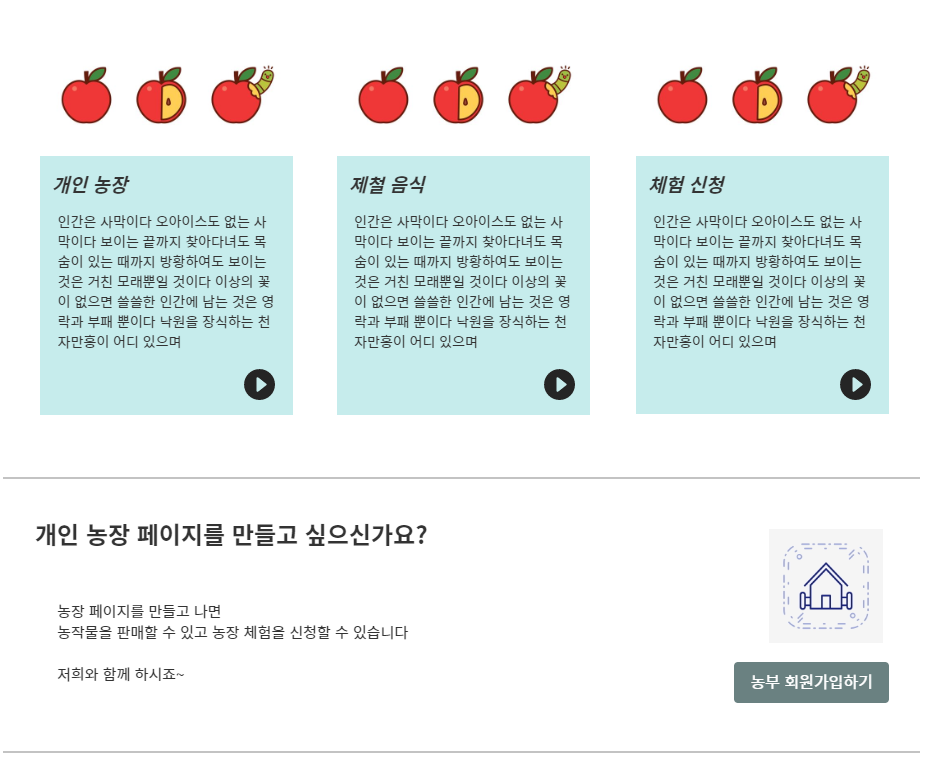 개인 농장
인간은 사막이다 오아이스도 없는 사
막이다 보이는 끝까지 찾아다녀도 목
숨이 있는 때까지 방황하여도 보이는
것은 거친 모래뿐일 것이다 이상의 꽃
이 없으면 쓸쓸한 인간에 남는 것은 영
락과 부패 뿐이다 낙원을 장식하는 천
자만홍이 어디 있으며
제철 음식
인간은 사막이다 오아이스도 없는 사
막이다 보이는 끝까지 찾아다녀도 목
숨이 있는 때까지 방황하여도 보이는
것은 거친 모래뿐일 것이다 이상의 꽃
이 없으면 쓸쓸한 인간에 남는 것은 영
락과 부패 뿐이다 낙원을 장식하는 천
자만홍이 어디 있으며
체험 신청
인간은 사막이다 오아이스도 없는 사
막이다 보이는 끝까지 찾아다녀도 목
숨이 있는 때까지 방황하여도 보이는
것은 거친 모래뿐일 것이다 이상의 꽃
이 없으면 쓸쓸한 인간에 남는 것은 영
락과 부패 뿐이다 낙원을 장식하는 천
자만홍이 어디 있으며
개인 농장 페이지를 만들고 싶으신가요?
농장 페이지를 만들고 나면
농작물을 판매할 수 있고 농장 체험을 신청할 수 있습니다
저희와 함께 하시죠~
농부 회원가입하기